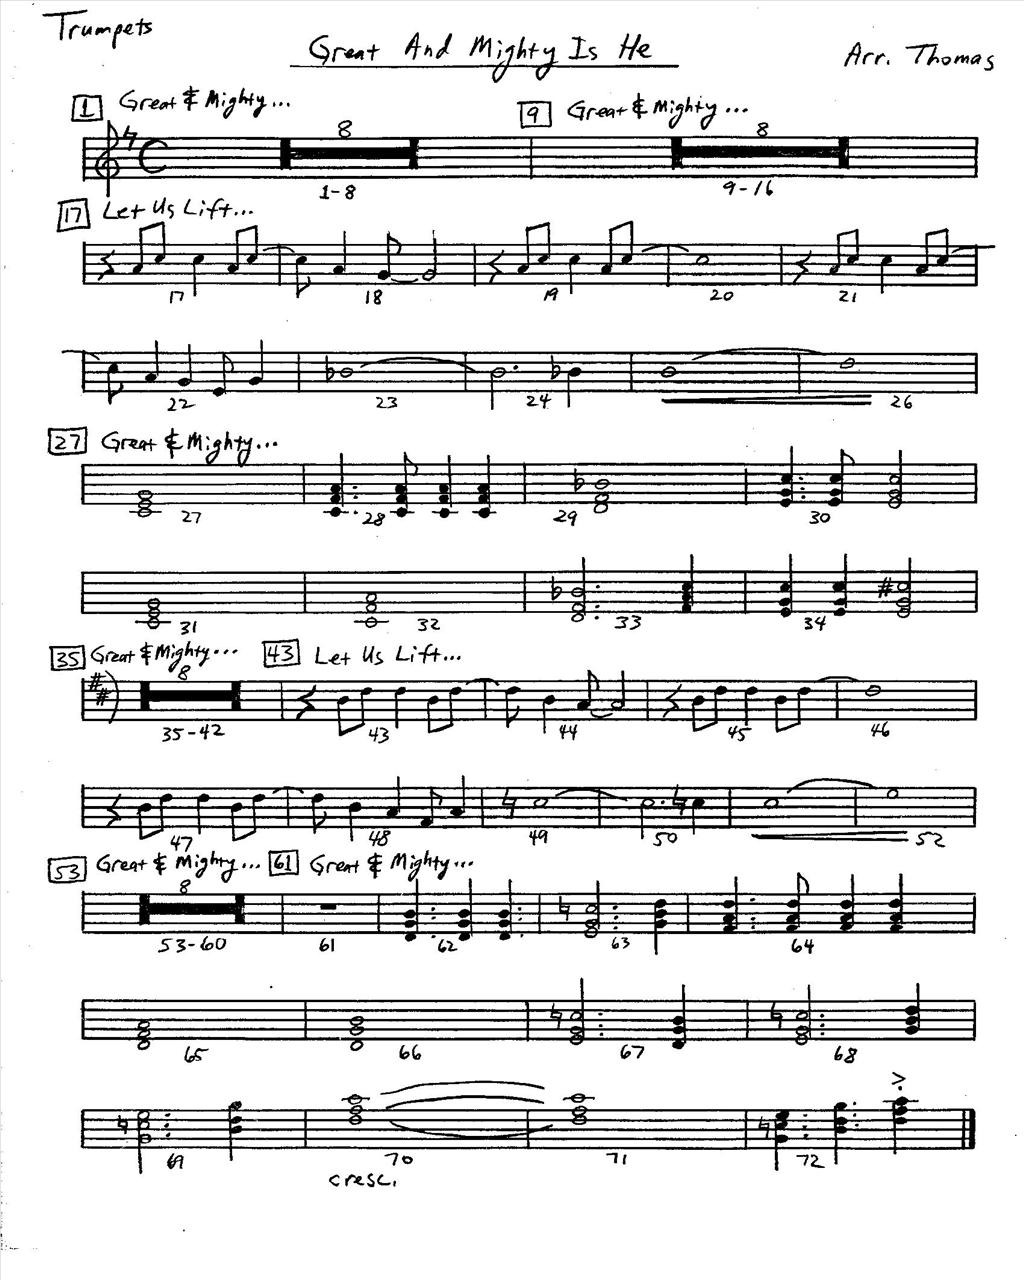 Trumpets
Great And Mighty Is He
Arr. Thomas
1 Great & Mighty... 9 Great & Mighty...
8 8
1-8 9-16
17 Let Us Lift...
17 18 19 20 21
22 23 24 26
27 Great & Mighty...
27 28 29 30
31 32 33 34
35 Great & Mighty... 43 Let Us Lift...
8
35-42 43 44 45 46
47 48 49 50 52
53 Great & Mighty... 61 Great & Mighty...
8
53-60 61 62 63 64
65 66 67 68
69 70 71 72
cresc.